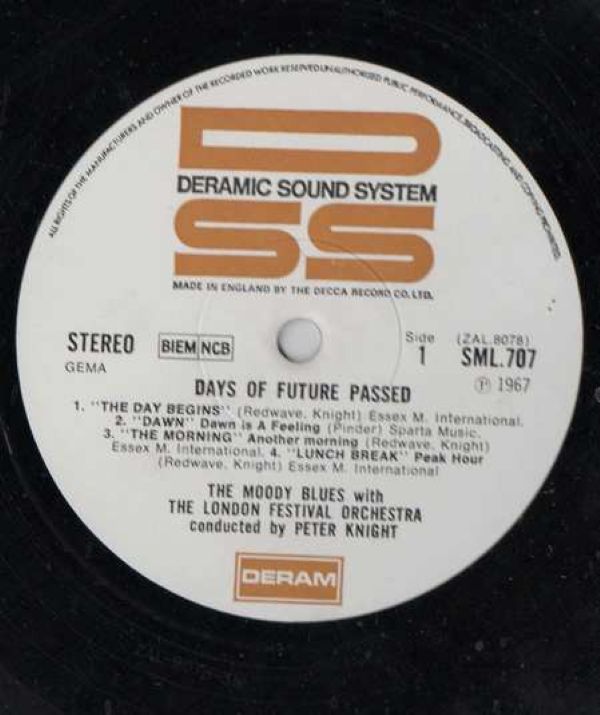 ALL RIGHTS OF THE MANUFACTURERS AND OWNER OF THE RECORDED WORK RESERVED UNAUTHORISED PUBLIC PERFORMANCE, BROADCASTING AND COPYING PROHIBITED.
D
DERAMIC SOUND SYSTEM
SS
MADE IN ENGLAND BY THE DECCA RECORD CO. LTD.
STEREO BIEM NCB Side (ZAL.8078)
GEMA 1 SML.707
℗ 1967
DAYS OF FUTURE PASSED
1. "THE DAY BEGINS" (Redwave, Knight) Essex M. International.
2. "DAWN" Dawn is A Feeling (Pinder) Sparta Music.
3. "THE MORNING" Another morning (Redwave, Knight)
Essex M. International. 4. "LUNCH BREAK" Peak Hour
(Redwave, Knight) Essex M. International
THE MOODY BLUES with
THE LONDON FESTIVAL ORCHESTRA
conducted by PETER KNIGHT
DERAM